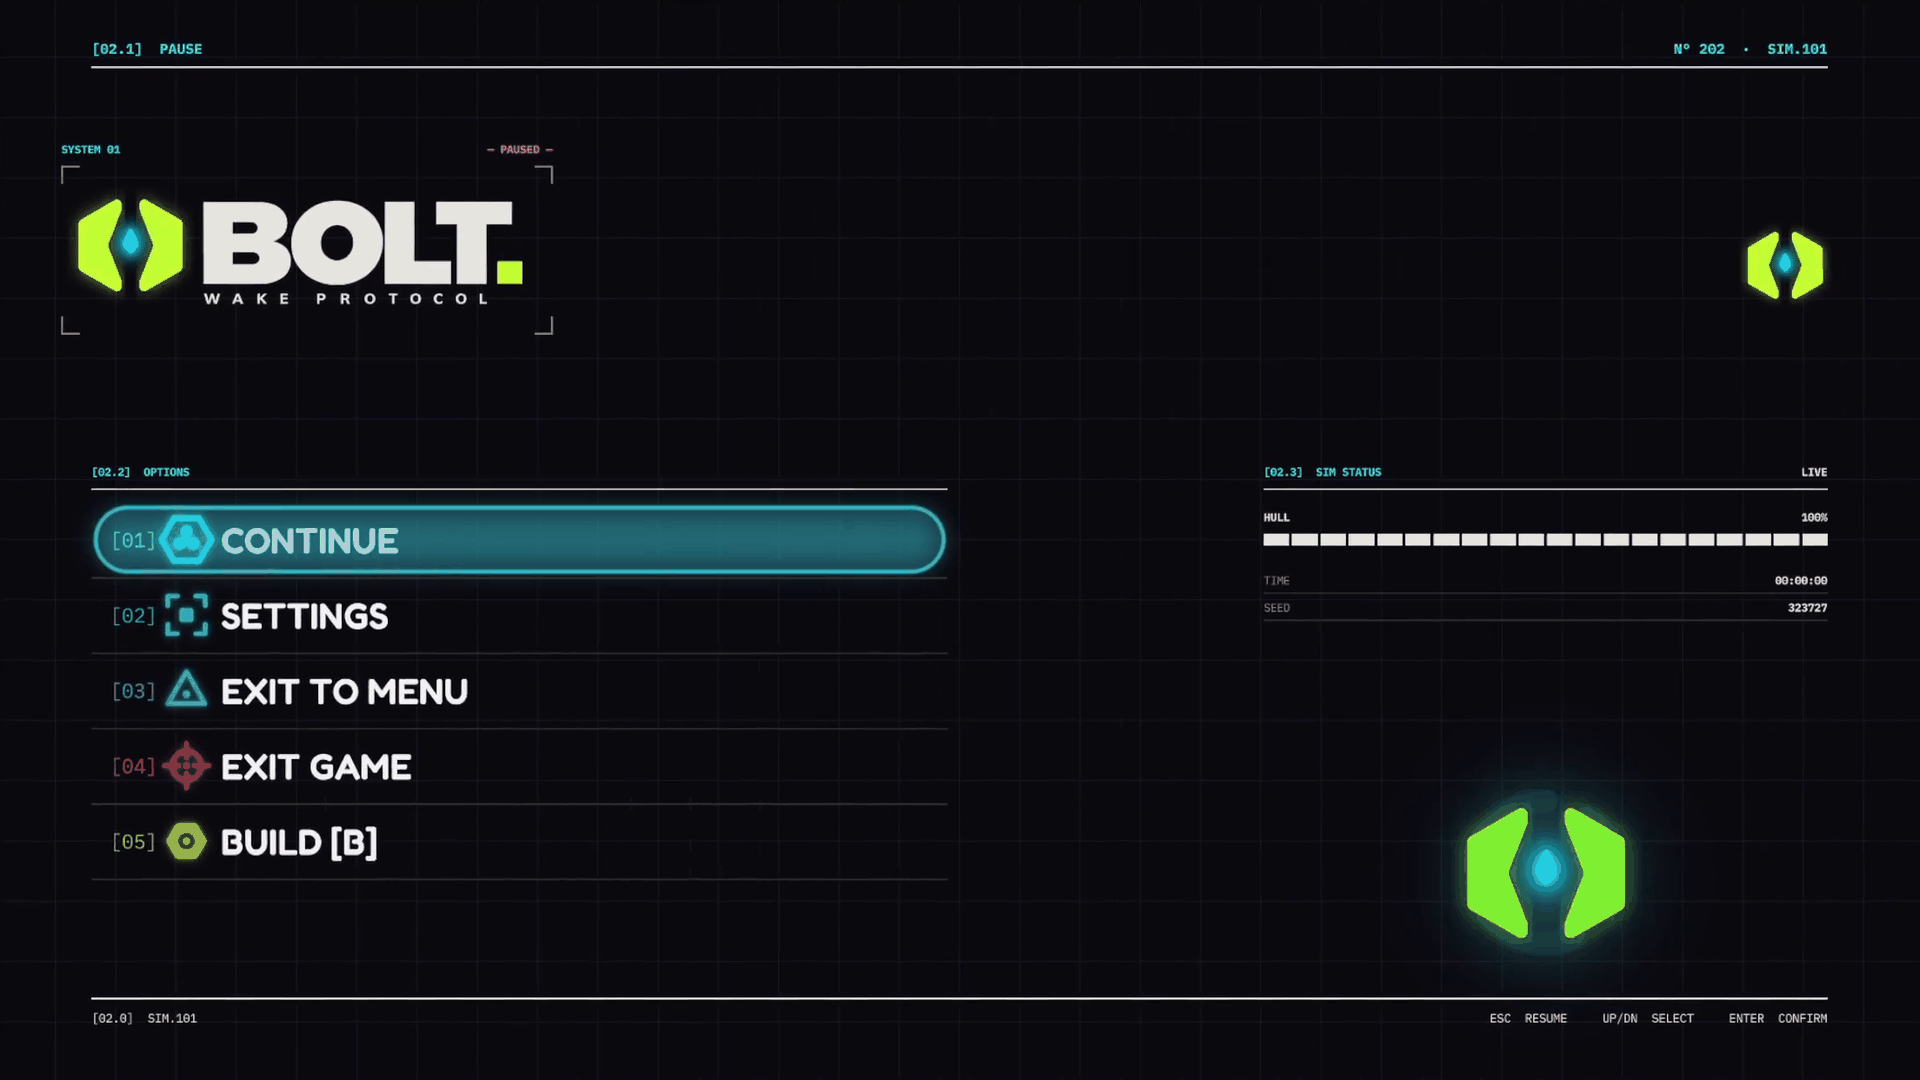 [02.1] PAUSE
Nº 202 · SIM.101
SYSTEM 01
— PAUSED —
BOLT.
WAKE PROTOCOL
[02.2] OPTIONS
[01] CONTINUE
[02] SETTINGS
[03] EXIT TO MENU
[04] EXIT GAME
[05] BUILD [B]
[02.3] SIM STATUS
LIVE
HULL 100%
TIME 00:00:00
SEED 323727
[02.0] SIM.101
ESC RESUME UP/DN SELECT ENTER CONFIRM